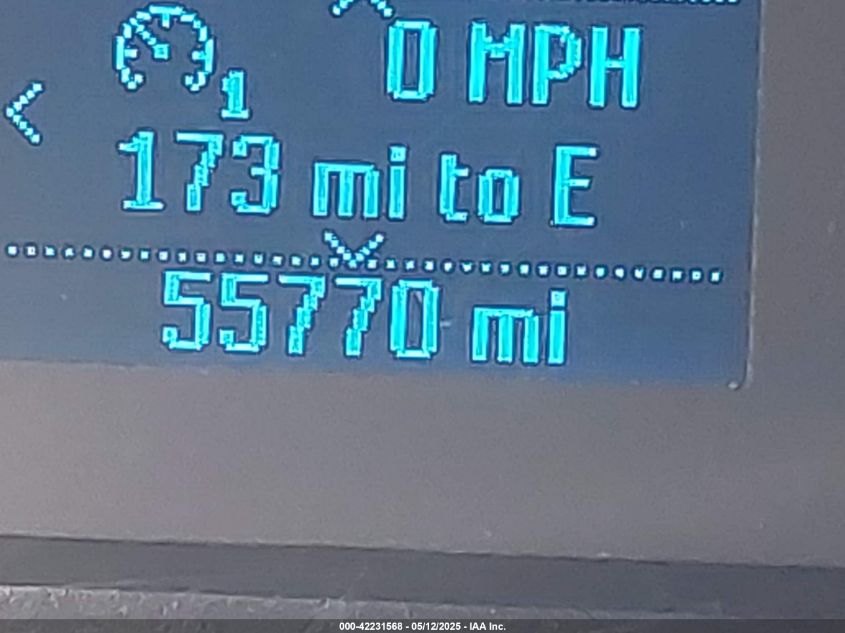 0 MPH
1
173 mi to E
55770 mi
000-42231568 - 05/12/2025 - IAA Inc.